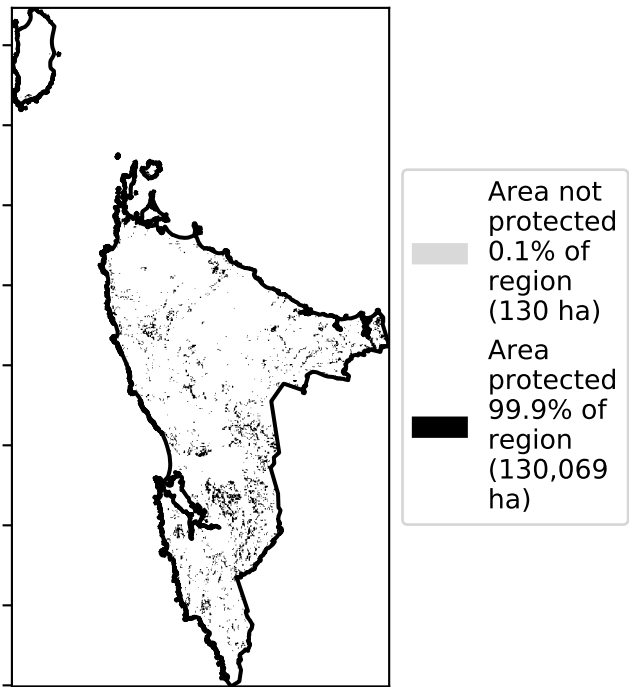 Area not
protected
0.1% of
region
(130 ha)
Area
protected
99.9% of
region
(130,069
ha)